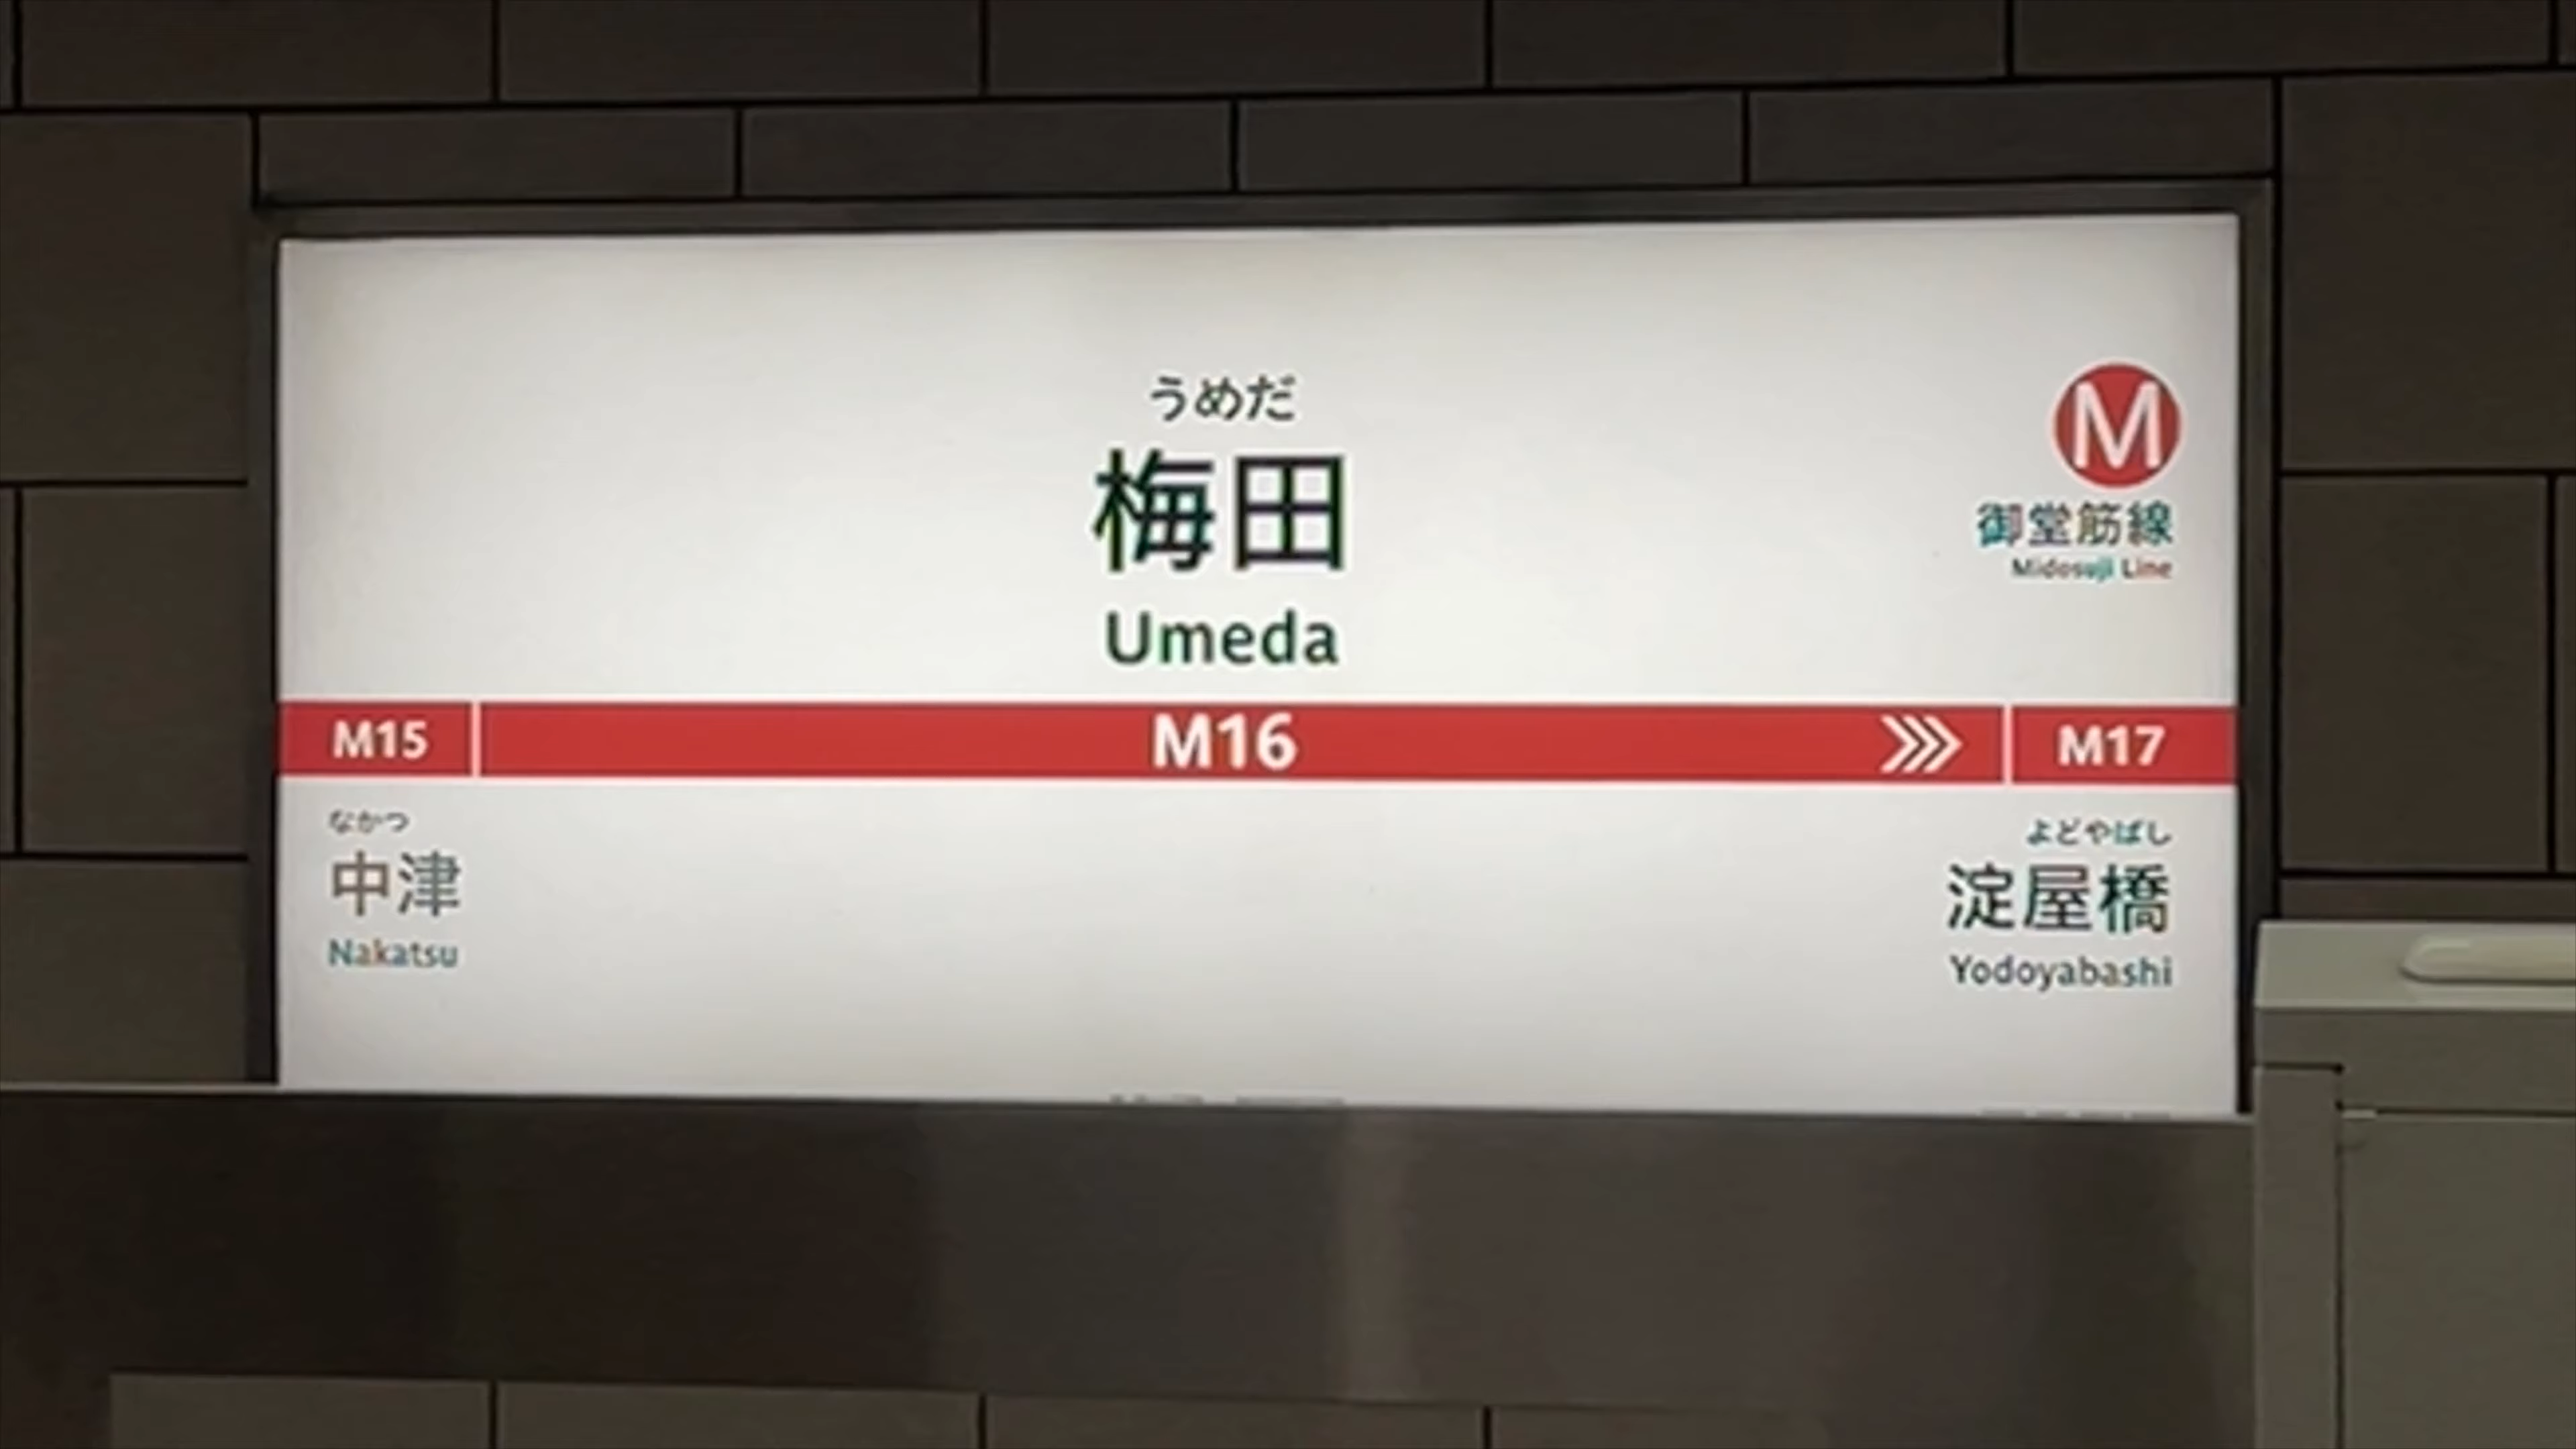 うめだ
梅田
Umeda
M
御堂筋線
Midosuji Line
M15
M16
M17
なかつ
中津
Nakatsu
よどやばし
淀屋橋
Yodoyabashi